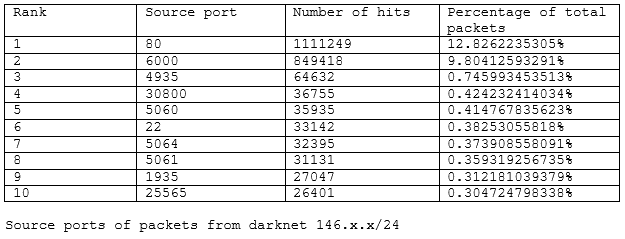 Rank Source port Number of hits Percentage of total packets
1 80 1111249 12.8262235305%
2 6000 849418 9.80412593291%
3 4935 64632 0.745993453513%
4 30800 36755 0.424232414034%
5 5060 35935 0.414767835623%
6 22 33142 0.38253055818%
7 5064 32395 0.373908558091%
8 5061 31131 0.359319256735%
9 1935 27047 0.312181039379%
10 25565 26401 0.304724798338%
Source ports of packets from darknet 146.x.x/24